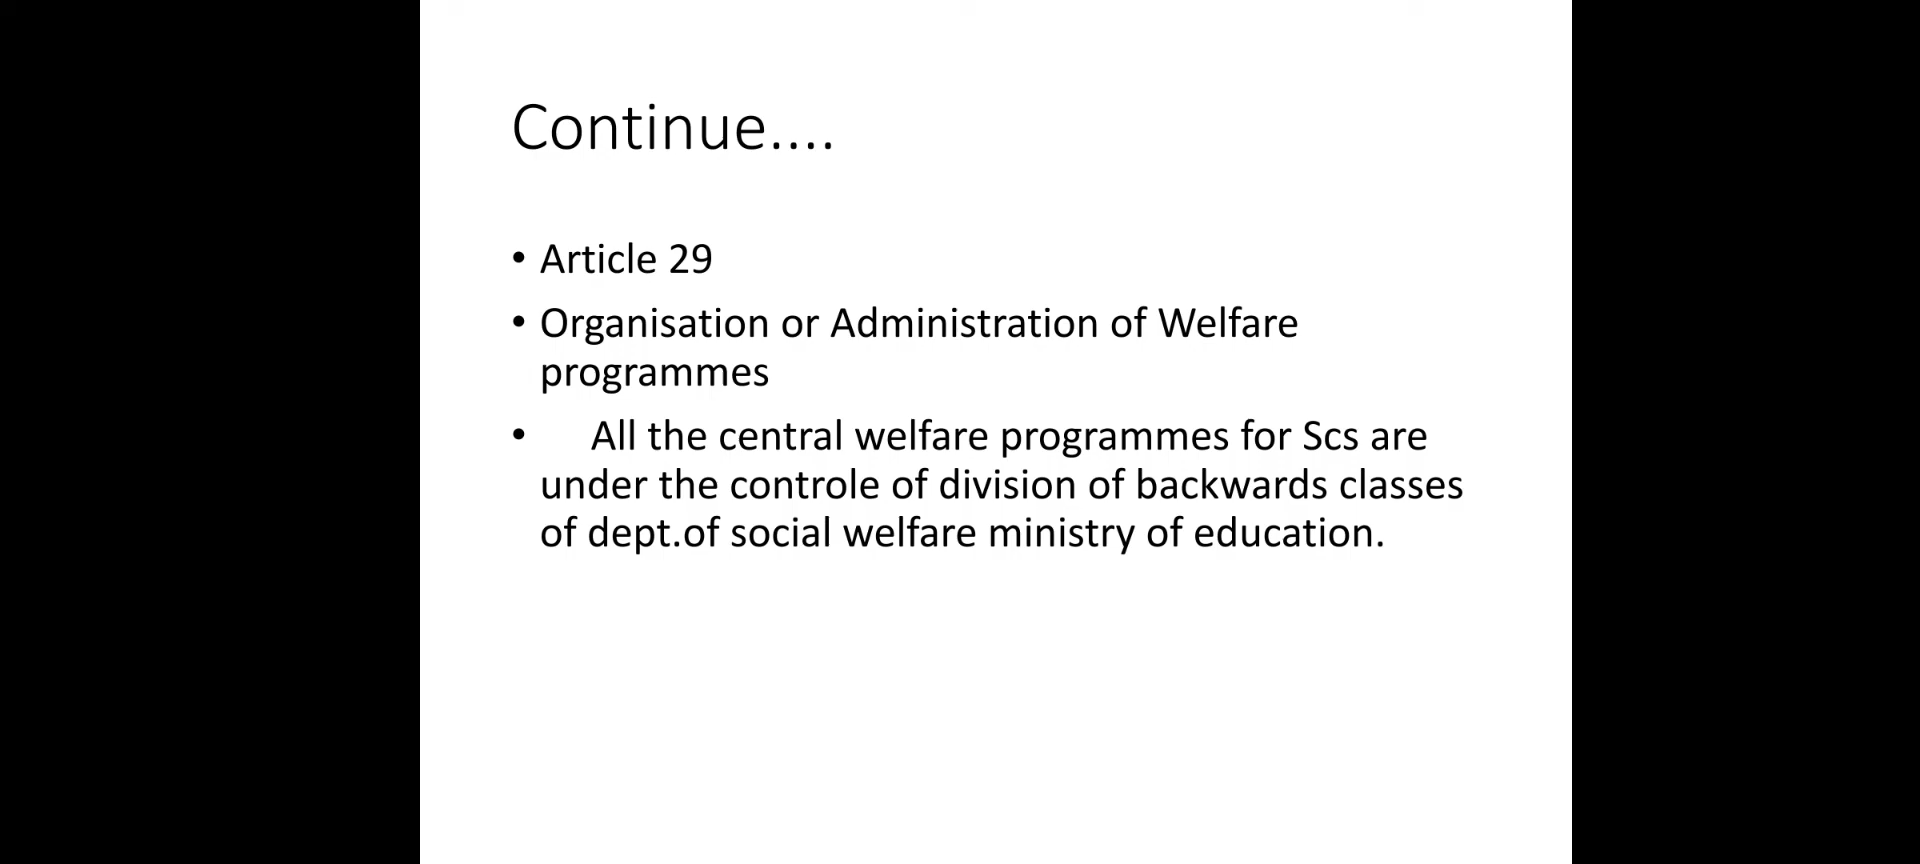 Continue....
• Article 29
• Organisation or Administration of Welfare
programmes
• All the central welfare programmes for Scs are
under the controle of division of backwards classes
of dept.of social welfare ministry of education.